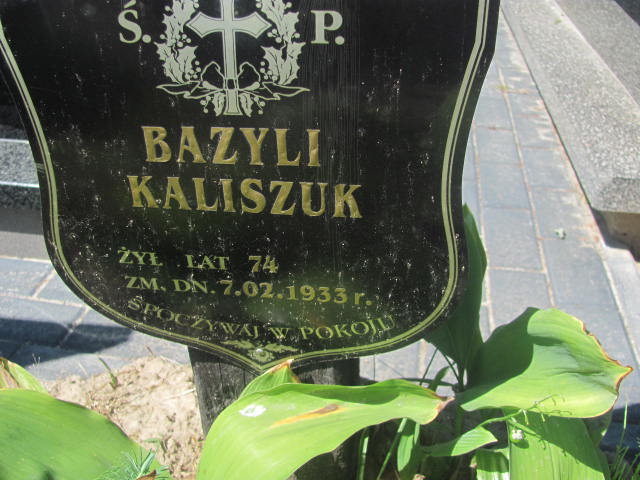 Ś. P.
BAZYLI
KALISZUK
ŻYŁ LAT 74
ZM. DN. 7.02.1933 r.
SPOCZYWAJ W POKOJU